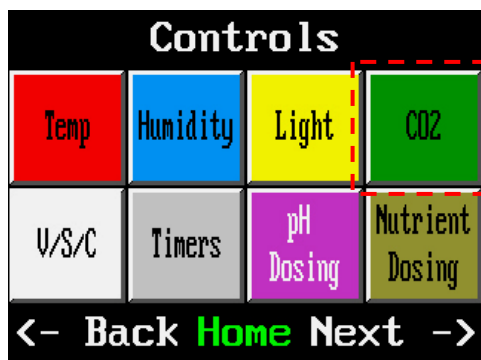 Controls
Temp Humidity Light CO2
V/S/C Timers pH Dosing Nutrient Dosing
<- Back Home Next ->